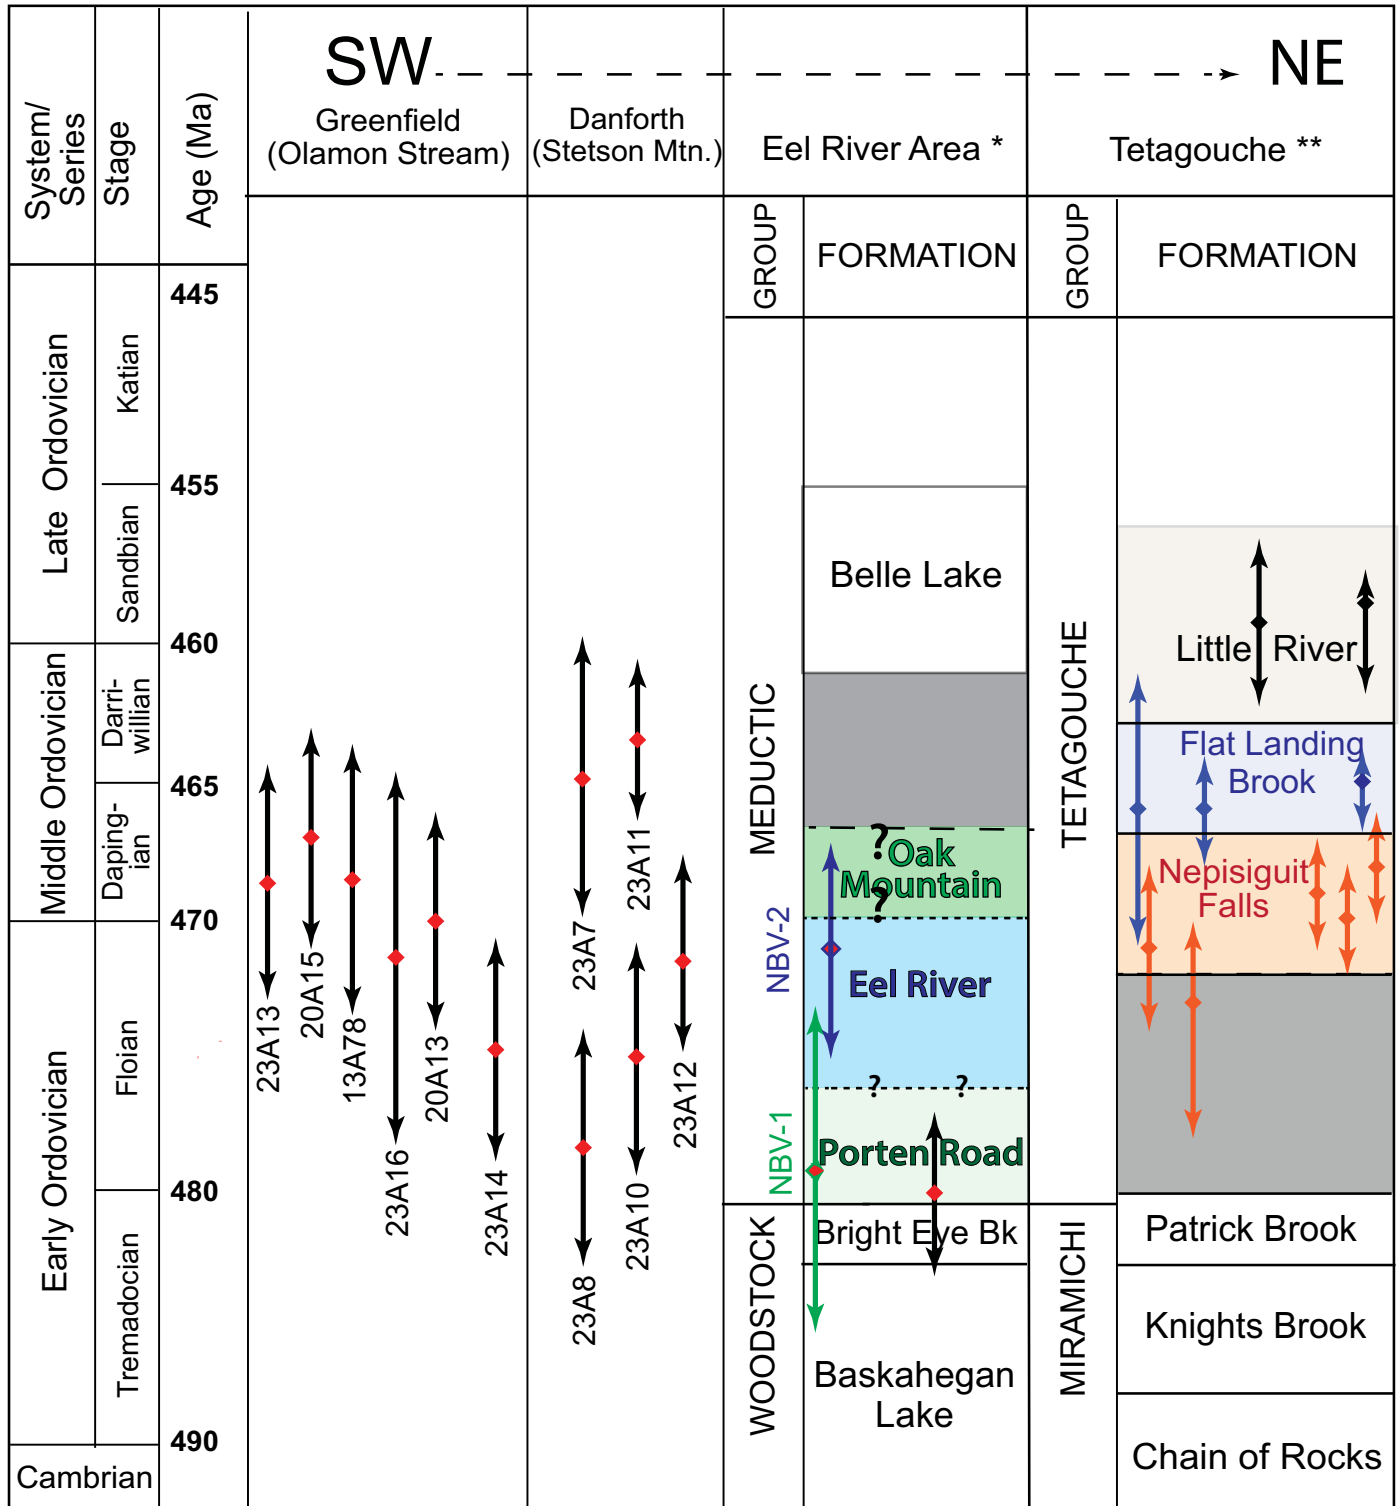 SW
NE
System/
Series
Stage
Age (Ma)
Greenfield
(Olamon Stream)
Danforth
(Stetson Mtn.)
Eel River Area *
Tetagouche **
GROUP
FORMATION
GROUP
FORMATION
445
455
460
465
470
480
490
Late Ordovician
Middle Ordovician
Early Ordovician
Cambrian
Katian
Sandbian
Darri-
willian
Daping-
ian
Floian
Tremadocian
23A13
20A15
13A78
23A16
20A13
23A14
23A7
23A11
23A12
23A8
23A10
MEDUCTIC
WOODSTOCK
NBV-2
NBV-1
Belle Lake
?
Oak
Mountain
?
Eel River
? ?
Porten Road
Bright Eye Bk
Baskahegan
Lake
TETAGOUCHE
MIRAMICHI
Little River
Flat Landing
Brook
Nepisiguit
Falls
Patrick Brook
Knights Brook
Chain of Rocks